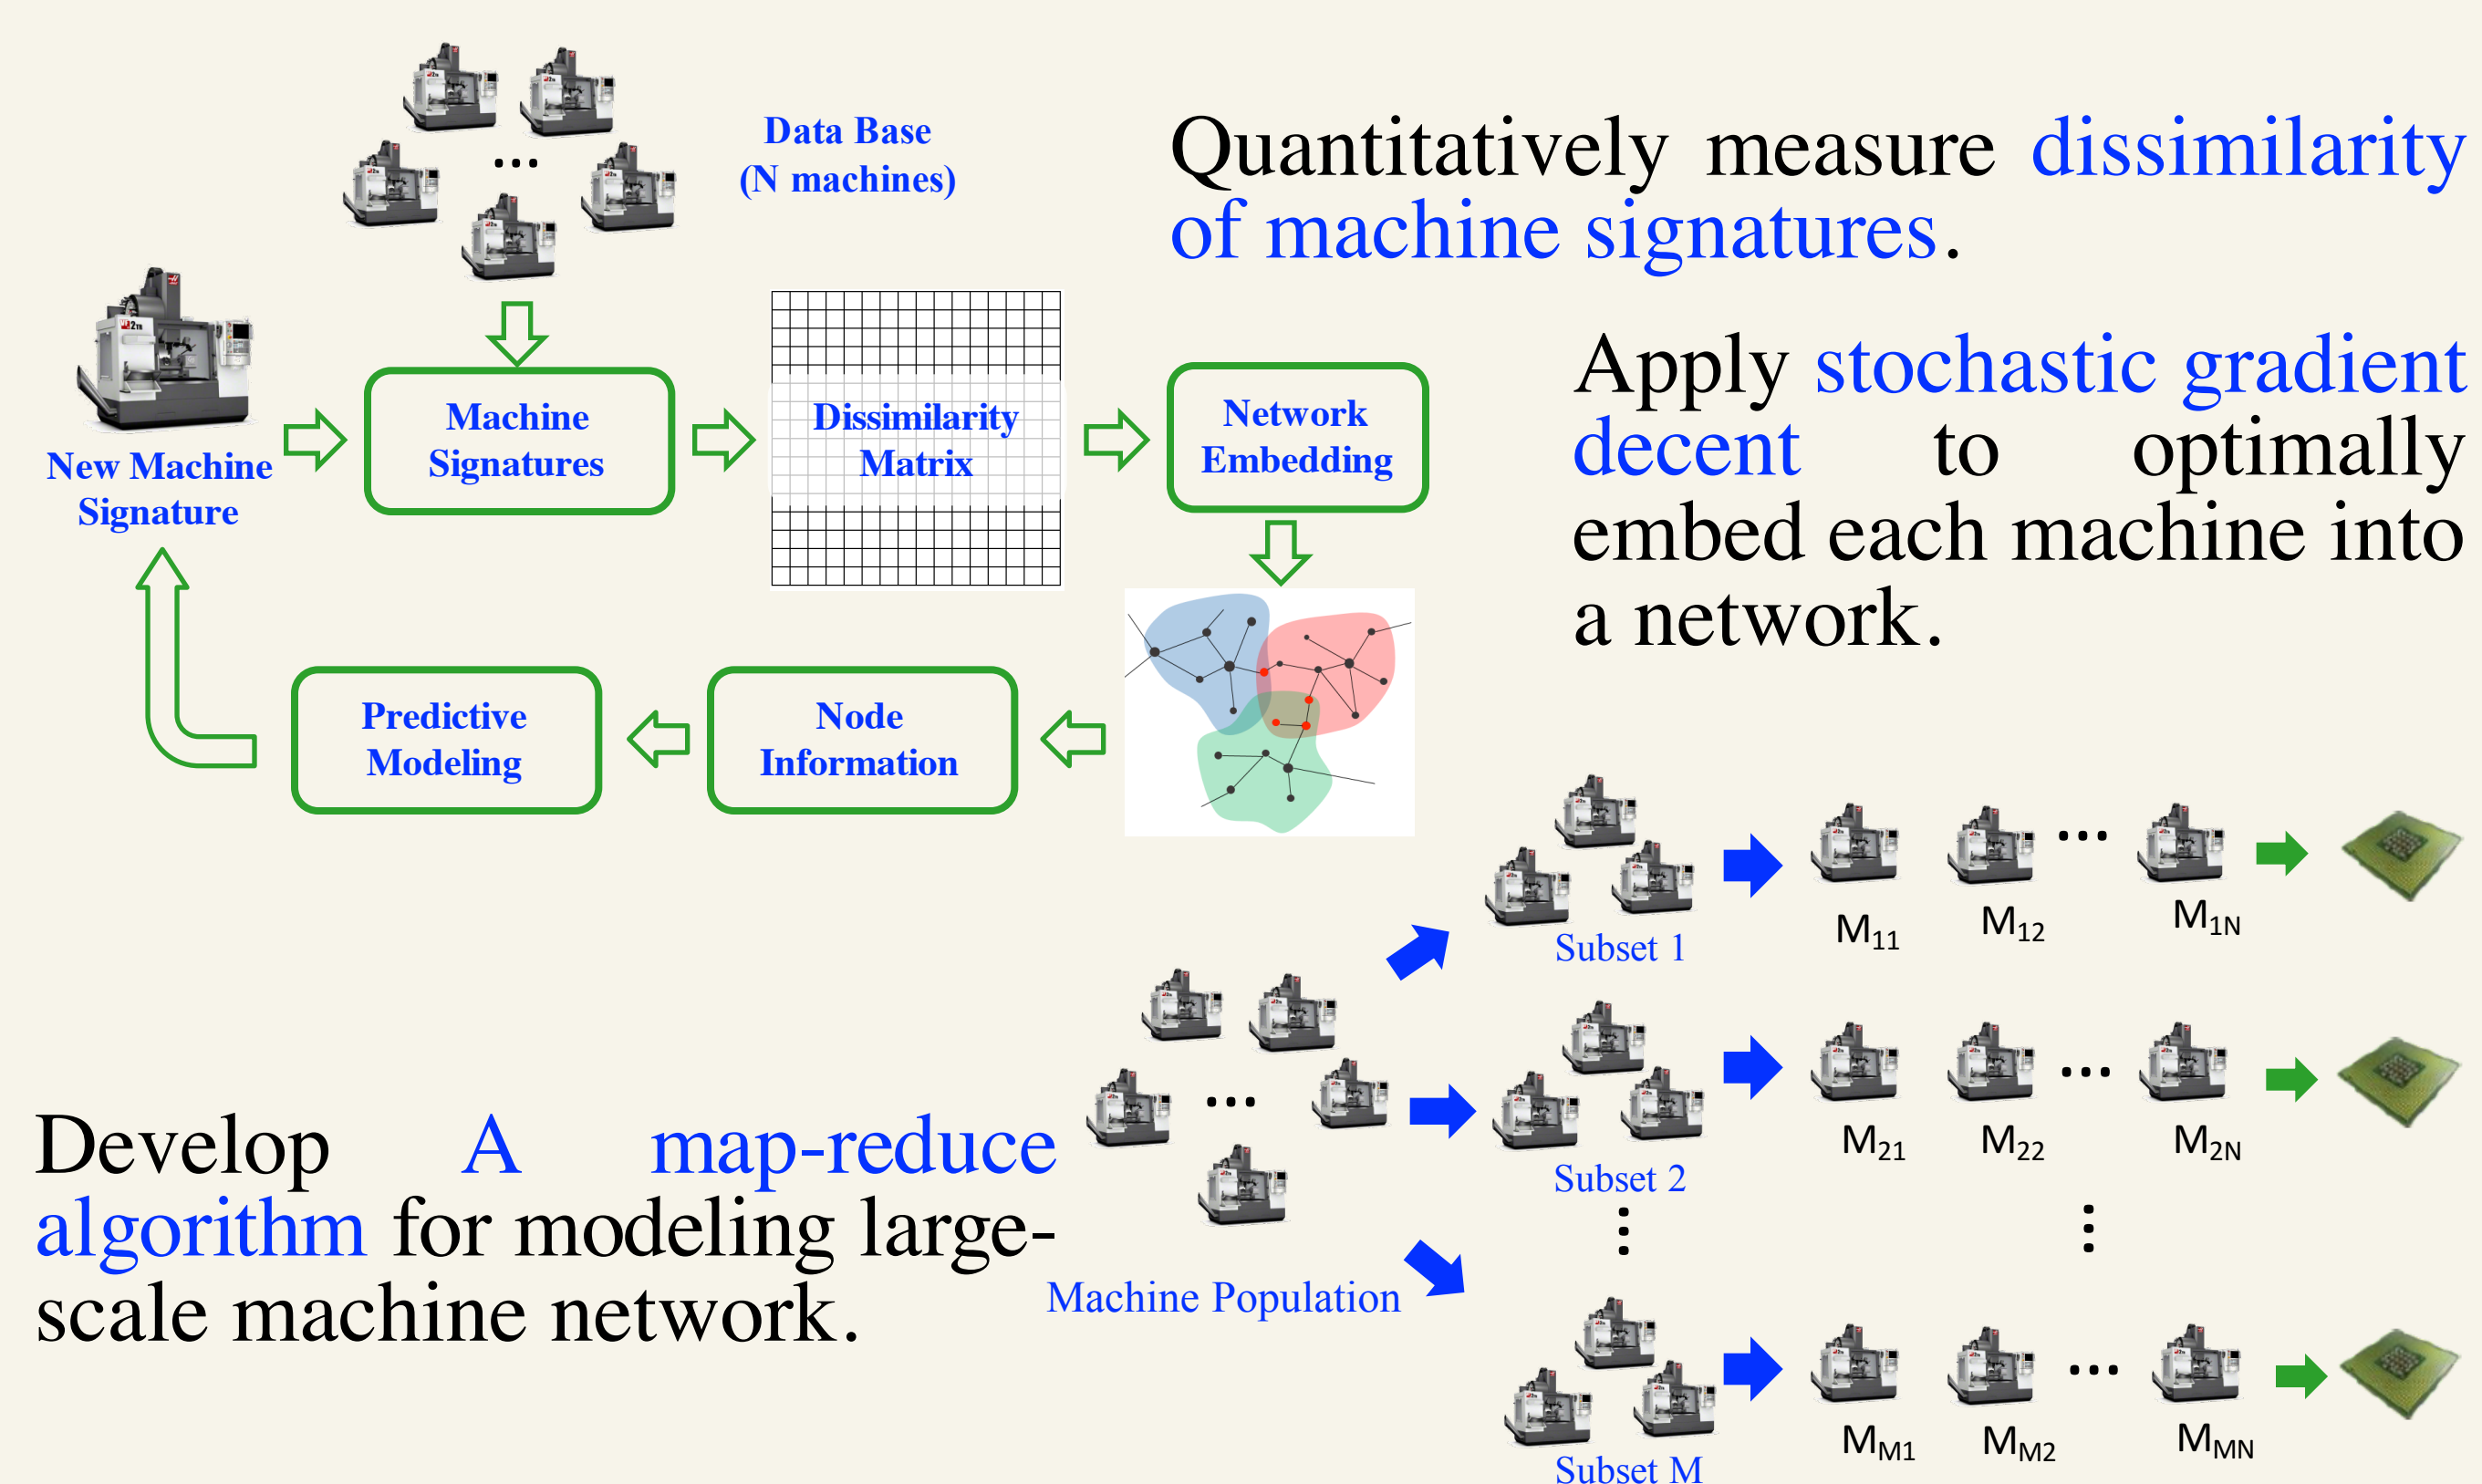 Data Base
(N machines)
Quantitatively measure dissimilarity
of machine signatures.
New Machine
Signature
Machine
Signatures
Dissimilarity
Matrix
Network
Embedding
Apply stochastic gradient
decent to optimally
embed each machine into
a network.
Predictive
Modeling
Node
Information
Develop A map-reduce
algorithm for modeling large-
scale machine network.
Machine Population
Subset 1
M11
M12
...
M1N
Subset 2
M21
M22
...
M2N
Subset M
MM1
MM2
...
MMN